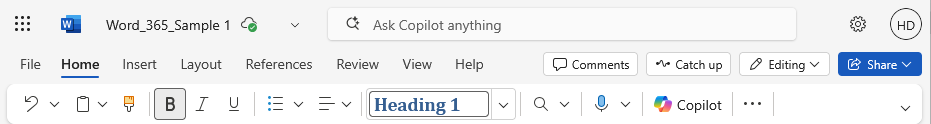 W Word_365_Sample 1 Ask Copilot anything HD
File Home Insert Layout References Review View Help Comments Catch up Editing Share
B I U Heading 1 Copilot ...